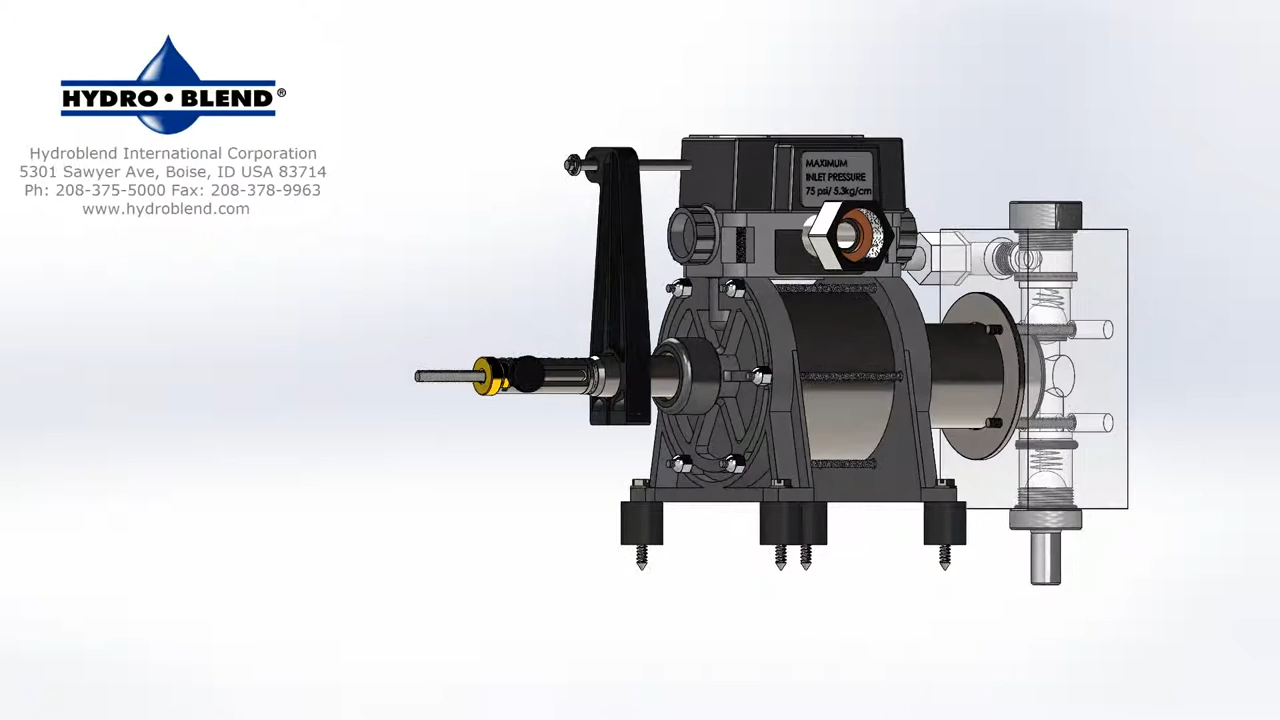 HYDRO • BLEND®
Hydroblend International Corporation
5301 Sawyer Ave, Boise, ID USA 83714
Ph: 208-375-5000 Fax: 208-378-9963
www.hydroblend.com
MAXIMUM
INLET PRESSURE
75 psi/ 5.3kg/cm